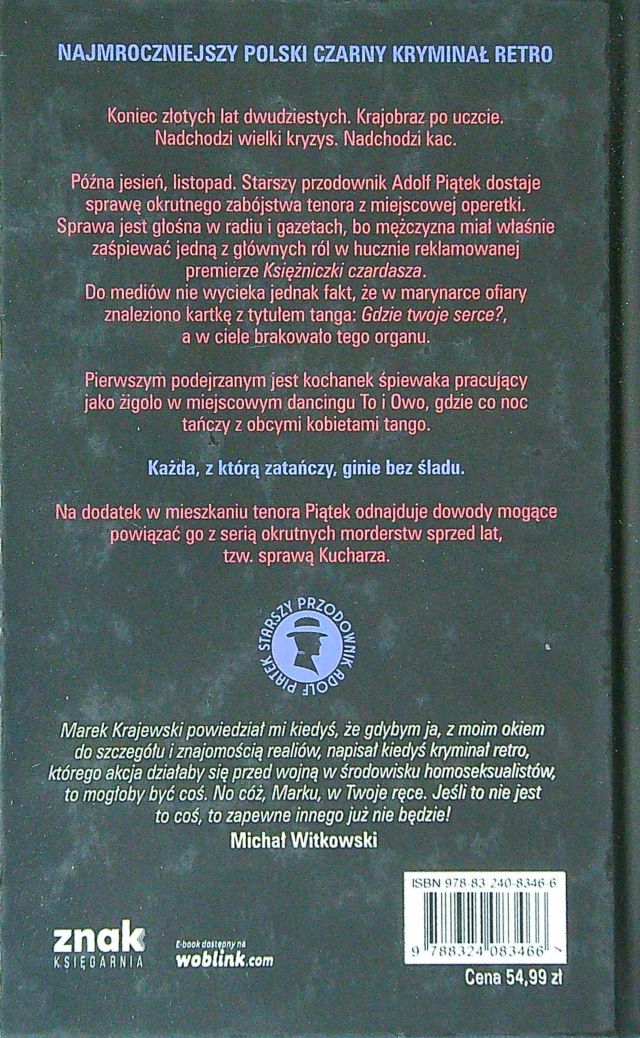 NAJMROCZNIEJSZY POLSKI CZARNY KRYMINAŁ RETRO
Koniec złotych lat dwudziestych. Krajobraz po uczcie.
Nadchodzi wielki kryzys. Nadchodzi kac.
Późna jesień, listopad. Starszy przodownik Adolf Piątek dostaje
sprawę okrutnego zabójstwa tenora z miejscowej operetki.
Sprawa jest głośna w radiu i gazetach, bo mężczyzna miał właśnie
zaśpiewać jedną z głównych ról w hucznie reklamowanej
premierze Księżniczki czardasza.
Do mediów nie wycieka jednak fakt, że w marynarce ofiary
znaleziono kartkę z tytułem tanga: Gdzie twoje serce?,
a w ciele brakowało tego organu.
Pierwszym podejrzanym jest kochanek śpiewaka pracujący
jako żigolo w miejscowym dancingu To i Owo, gdzie co noc
tańczy z obcymi kobietami tango.
Każda, z którą zatańczy, ginie bez śladu.
Na dodatek w mieszkaniu tenora Piątek odnajduje dowody mogące
powiązać go z serią okrutnych morderstw sprzed lat,
tzw. sprawą Kucharza.
STARSZY PRZODOWNIK ADOLF PIĄTEK
Marek Krajewski powiedział mi kiedyś, że gdybym ja, z moim okiem
do szczegółu i znajomością realiów, napisał kiedyś kryminał retro,
którego akcja działaby się przed wojną w środowisku homoseksualistów,
to mogłoby być coś. No cóż, Marku, w Twoje ręce. Jeśli to nie jest
to coś, to zapewne innego już nie będzie!
Michał Witkowski
ISBN 978-83 240-8346-6
9 788324 083466
Cena 54,99 zł
znak
KSIĘGARNIA
E-book dostępny na
woblink.com